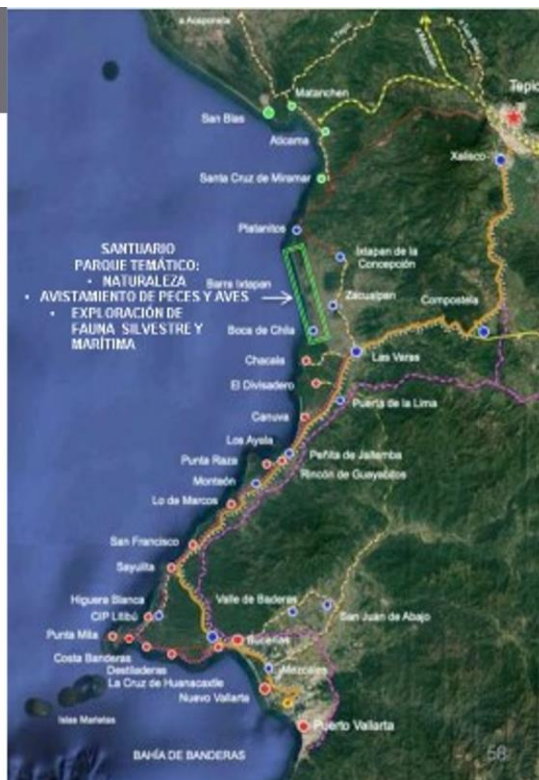 a Acaponeta
a Tepic
Tepic
Matanchen
San Blas
Aticama
Xalisco
Santa Cruz de Miramar
Platanitos
SANTUARIO
PARQUE TEMÁTICO:
• NATURALEZA
• AVISTAMIENTO DE PECES Y AVES
• EXPLORACIÓN DE
FAUNA SILVESTRE Y
MARÍTIMA
Ixtapan de la
Concepción
Barra Ixtapan
Zacualpan
Compostela
Boca de Chila
Chacala
Las Varas
El Divisadero
Puerta de la Lima
Canuva
Los Ayala
Peñita de Jaltemba
Punta Raza
Rincón de Guayabitos
Monteón
Lo de Marcos
San Francisco
Sayulita
Higuera Blanca
Valle de Baderas
San Juan de Abajo
CIP Litibú
Punta Mita
Bucerías
Costa Banderas
Destiladeras
Mezcales
La Cruz de Huanacaxtle
Nuevo Vallarta
Islas Marietas
Puerto Vallarta
BAHÍA DE BANDERAS
58